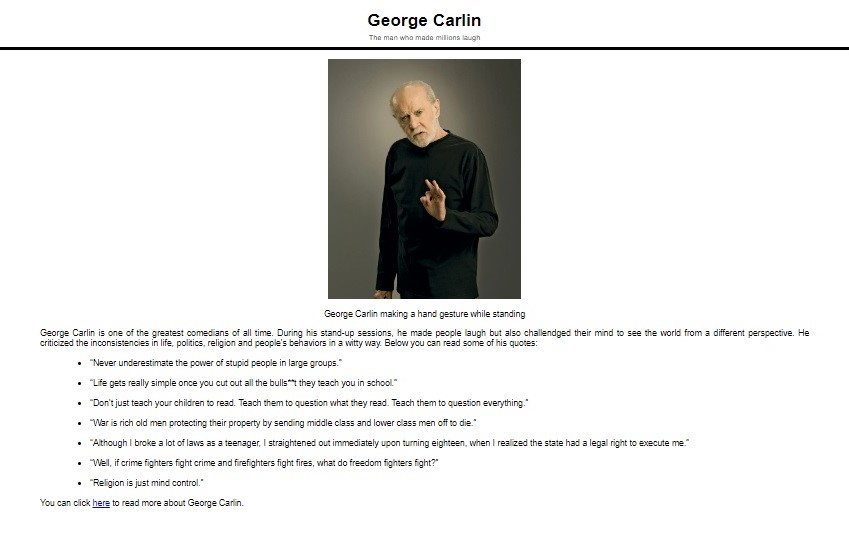 George Carlin
The man who made millions laugh
George Carlin making a hand gesture while standing
George Carlin is one of the greatest comedians of all time. During his stand-up sessions, he made people laugh but also challendged their mind to see the world from a different perspective. He
criticized the inconsistencies in life, politics, religion and people's behaviors in a witty way. Below you can read some of his quotes:
• “Never underestimate the power of stupid people in large groups.”
• “Life gets really simple once you cut out all the bulls**t they teach you in school.”
• “Don't just teach your children to read. Teach them to question what they read. Teach them to question everything.”
• “War is rich old men protecting their property by sending middle class and lower class men off to die.”
• “Although I broke a lot of laws as a teenager, I straightened out immediately upon turning eighteen, when I realized the state had a legal right to execute me.”
• “Well, if crime fighters fight crime and firefighters fight fires, what do freedom fighters fight?”
• “Religion is just mind control.”
You can click here to read more about George Carlin.